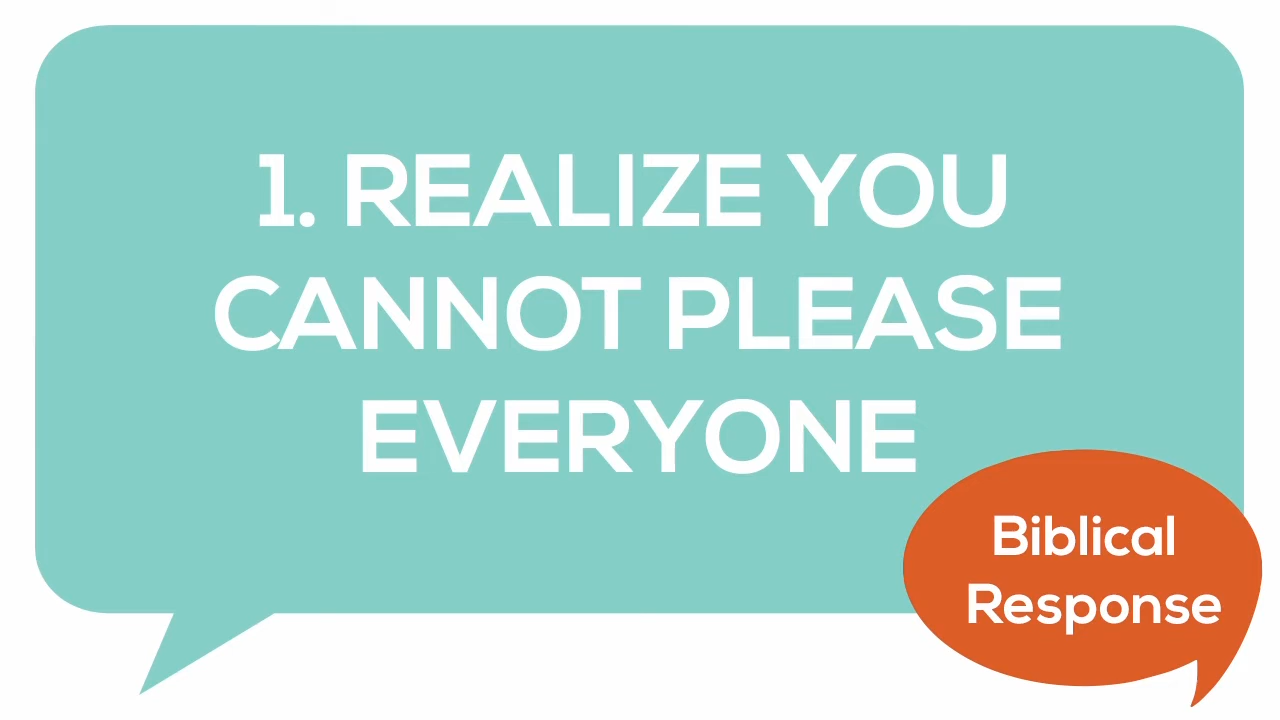 1. REALIZE YOU
CANNOT PLEASE
EVERYONE
Biblical
Response